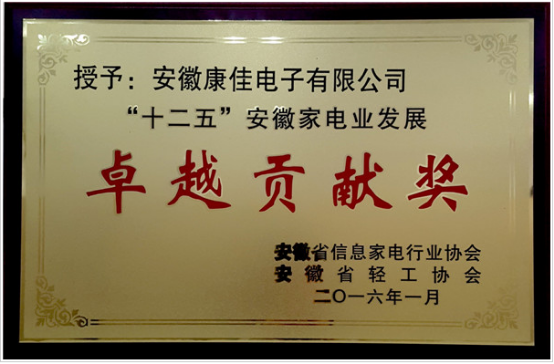 授予：安徽康佳电子有限公司
“十二五”安徽家电业发展
卓越贡献奖
安徽省信息家电行业协会
安徽省轻工协会
二〇一六年一月